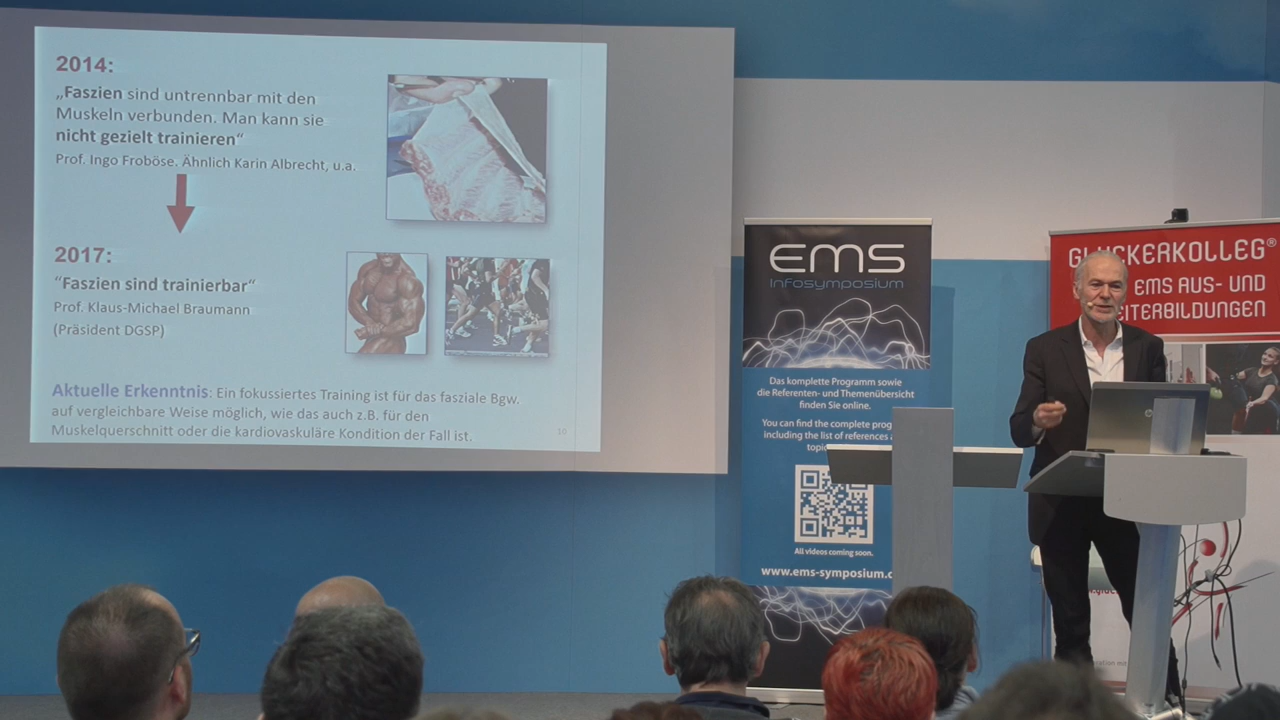 2014:
„Faszien sind untrennbar mit den
Muskeln verbunden. Man kann sie
nicht gezielt trainieren“
Prof. Ingo Froböse. Ähnlich Karin Albrecht, u.a.
2017:
“Faszien sind trainierbar“
Prof. Klaus-Michael Braumann
(Präsident DGSP)
Aktuelle Erkenntnis: Ein fokussiertes Training ist für das fasziale Bgw.
auf vergleichbare Weise möglich, wie das auch z.B. für den
Muskelquerschnitt oder die kardiovaskuläre Kondition der Fall ist.
10
EMS
Infosymposium
Das komplette Programm sowie
die Referenten- und Themenübersicht
finden Sie online.
You can find the complete prog
including the list of references
topi
All videos coming soon.
www.ems-symposium.
GLUCKERKOLLEG®
EMS AUS- UND
EITERBILDUNGEN
hp